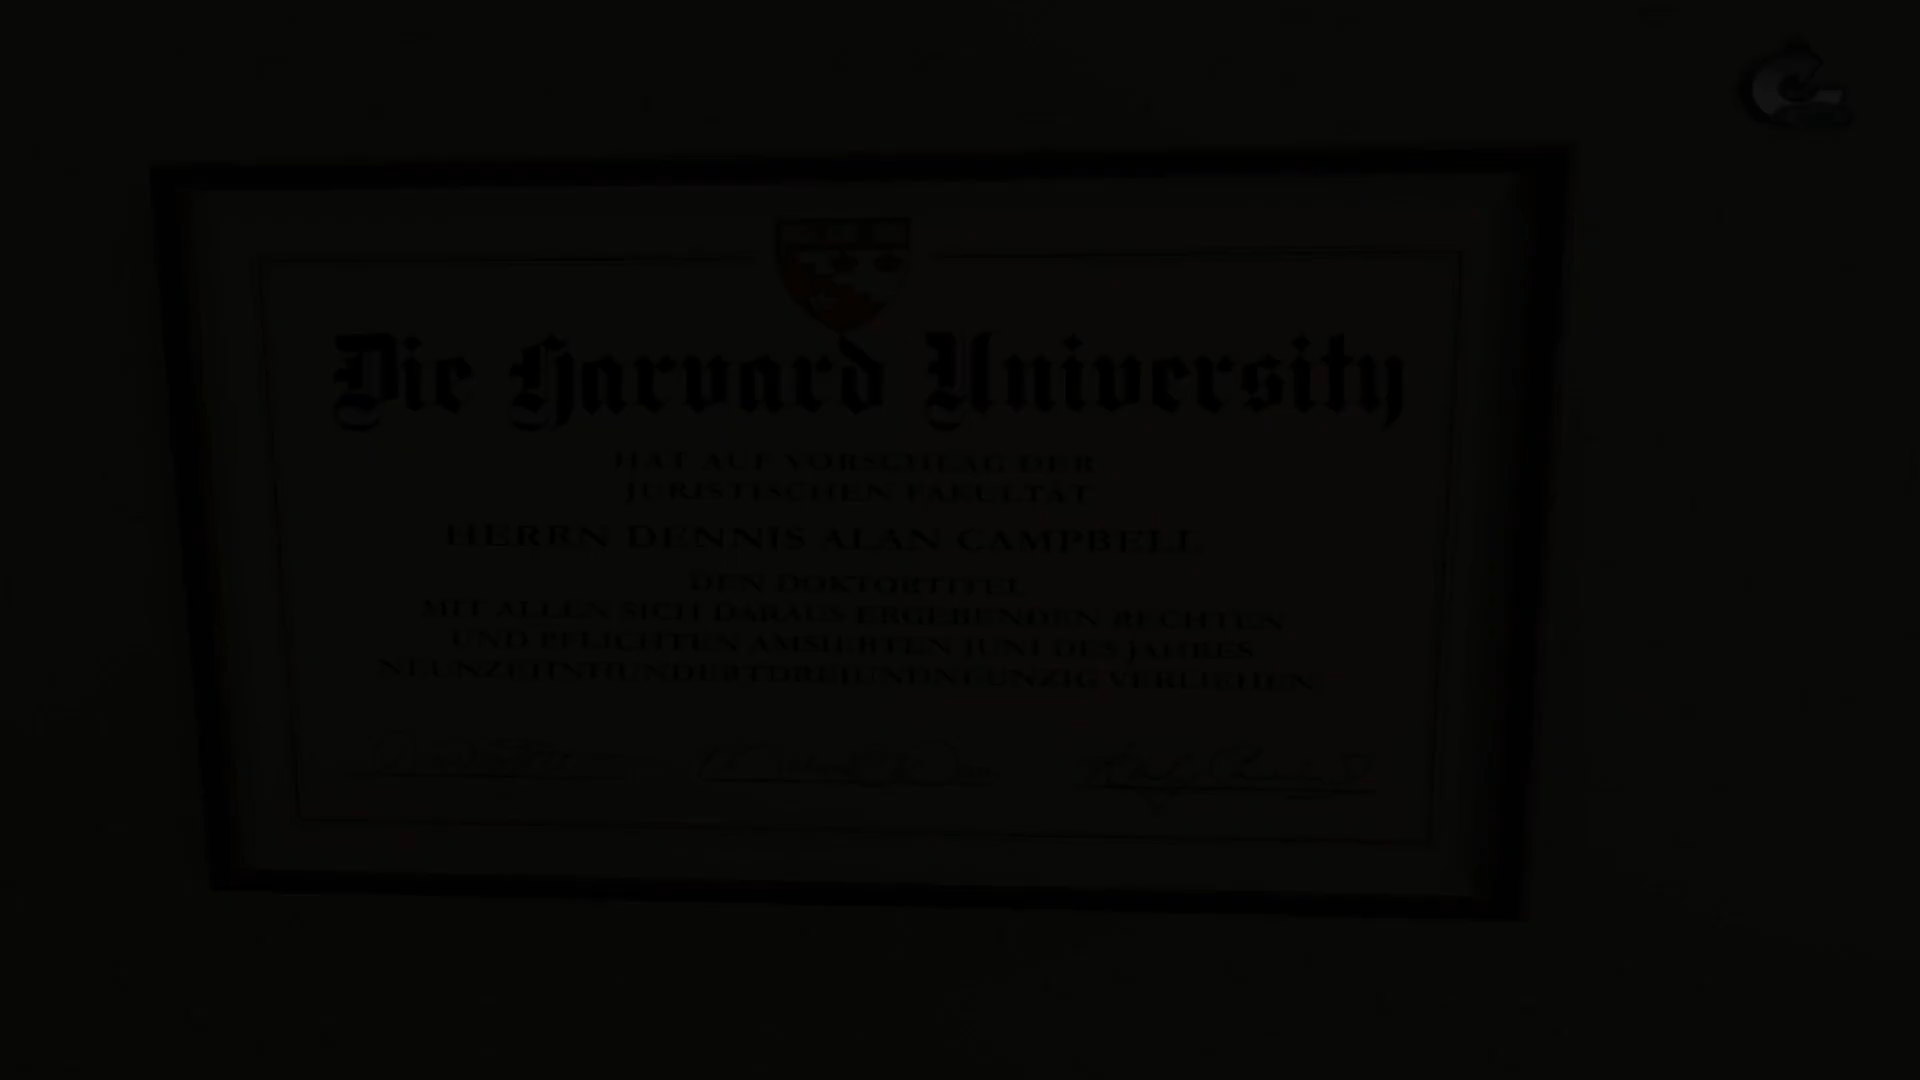 Die Harvard University
HAT AUF VORSCHLAG DER
JURISTISCHEN FAKULTÄT
HERRN DENNIS ALAN CAMPBELL
DEN DOKTORTITEL
MIT ALLEN SICH DARAUS ERGEBENDEN RECHTEN
UND PFLICHTEN AM SIEBTEN JUNI DES JAHRES
NEUNZEHNHUNDERTDREIUNDNEUNZIG VERLIEHEN